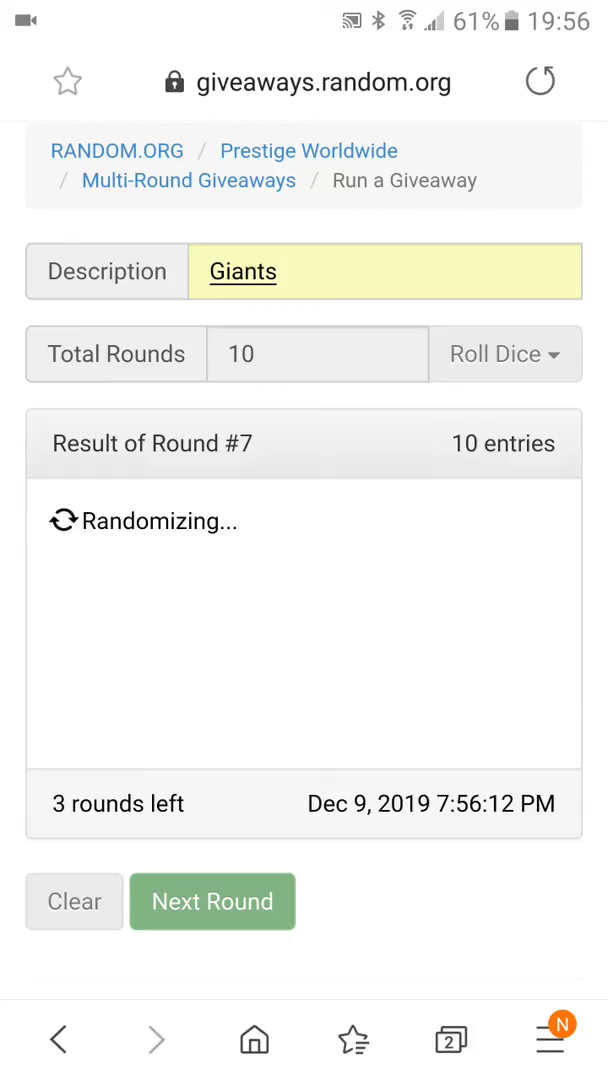 61% 19:56
giveaways.random.org
RANDOM.ORG / Prestige Worldwide
/ Multi-Round Giveaways / Run a Giveaway
Description Giants
Total Rounds 10 Roll Dice
Result of Round #7 10 entries
Randomizing...
3 rounds left Dec 9, 2019 7:56:12 PM
Clear Next Round
2 N